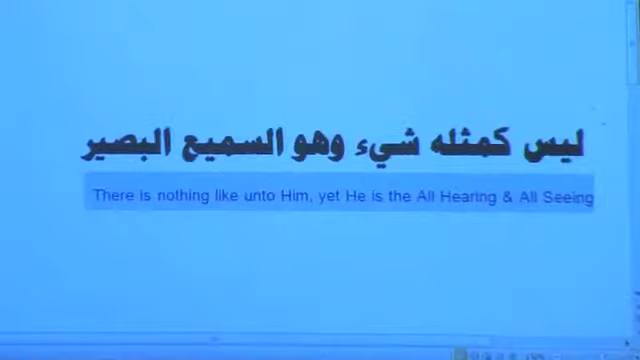 ليس كمثله شيء وهو السميع البصير
There is nothing like unto Him, yet He is the All Hearing & All Seeing